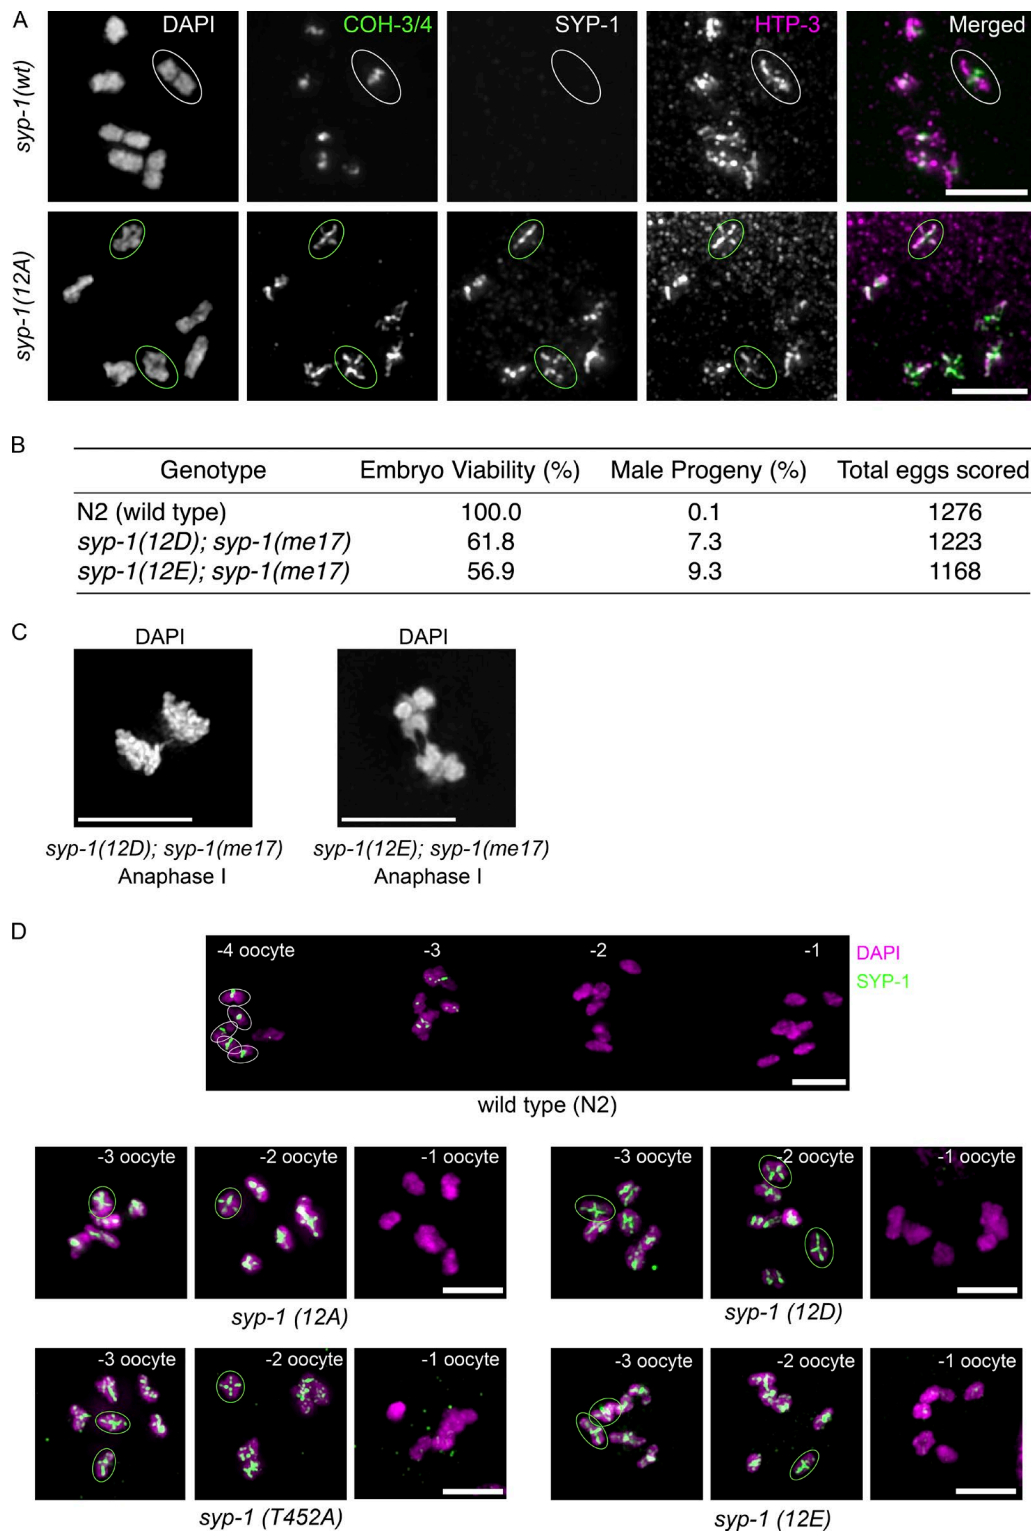 A
DAPI COH-3/4 SYP-1 HTP-3 Merged
syp-1(wt)
syp-1(12A)
B
Genotype Embryo Viability (%) Male Progeny (%) Total eggs scored
N2 (wild type) 100.0 0.1 1276
syp-1(12D); syp-1(me17) 61.8 7.3 1223
syp-1(12E); syp-1(me17) 56.9 9.3 1168
C
DAPI DAPI
syp-1(12D); syp-1(me17) syp-1(12E); syp-1(me17)
Anaphase I Anaphase I
D
-4 oocyte -3 -2 -1 DAPI
SYP-1
wild type (N2)
-3 oocyte -2 oocyte -1 oocyte -3 oocyte -2 oocyte -1 oocyte
syp-1 (12A) syp-1 (12D)
-3 oocyte -2 oocyte -1 oocyte -3 oocyte -2 oocyte -1 oocyte
syp-1 (T452A) syp-1 (12E)